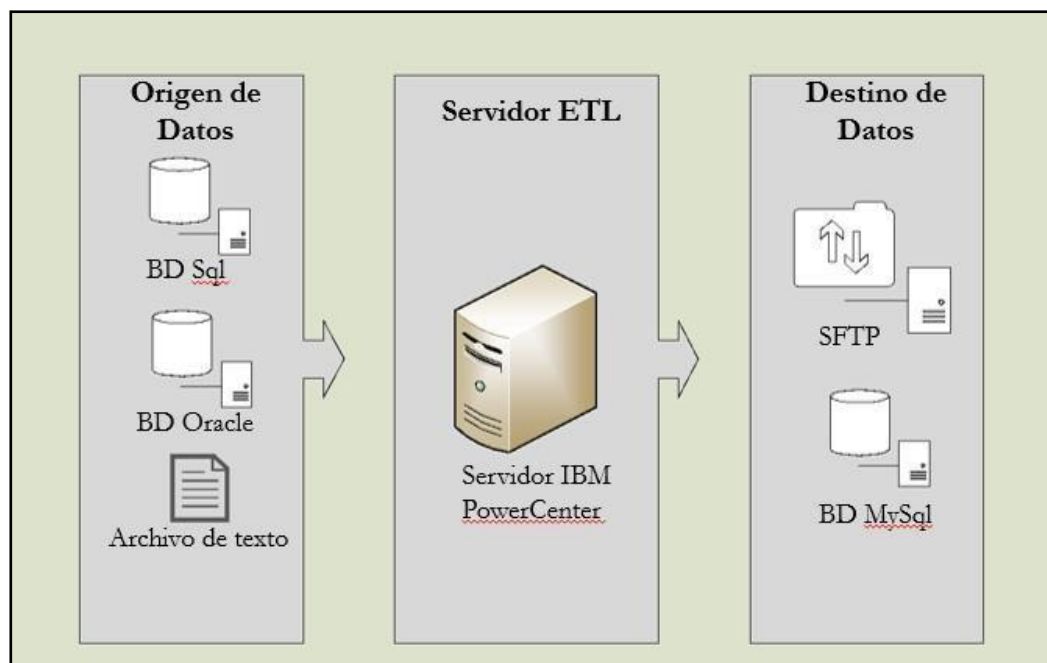 Origen de
Datos
BD Sql
BD Oracle
Archivo de texto
Servidor ETL
Servidor IBM
PowerCenter
Destino de
Datos
SFTP
BD MySql